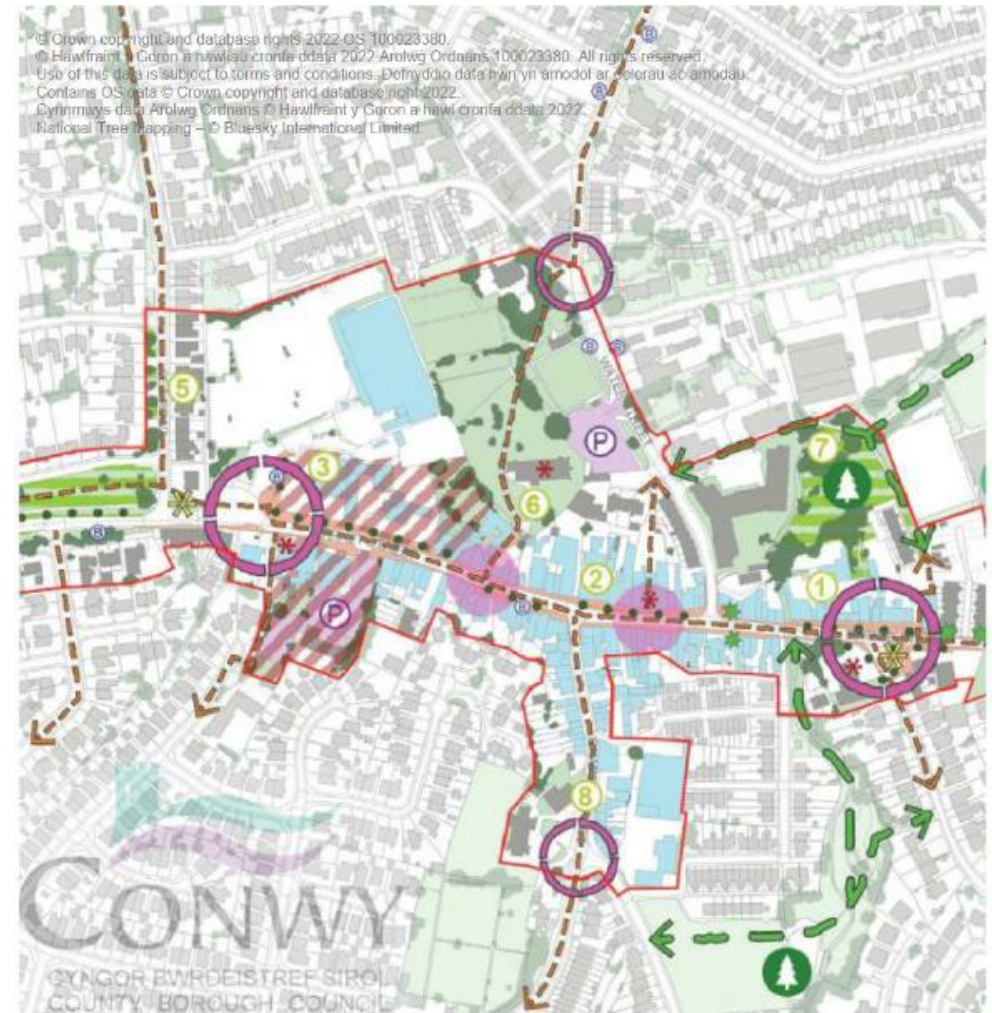 © Crown copyright and database rights 2022 OS 100023380.
© Hawlfraint y Goron a hawliau cronfa ddata 2022 Arolwg Ordnans 100023380. All rights reserved.
Use of this data is subject to terms and conditions. Defnyddio data hwn yn amodol ar delerau ac amodau.
Contains OS data © Crown copyright and database right 2022.
Cynnwys data Arolwg Ordnans © Hawlfraint y Goron a hawl cronfa ddata 2022.
National Tree Mapping – © Bluesky International Limited.
B
B
B B
WATER
5
P
7
3
B
6
B
2
1
P
B
8
CONWY
CYNGOR BWRDEISTREF SIROL
COUNTY BOROUGH COUNCIL